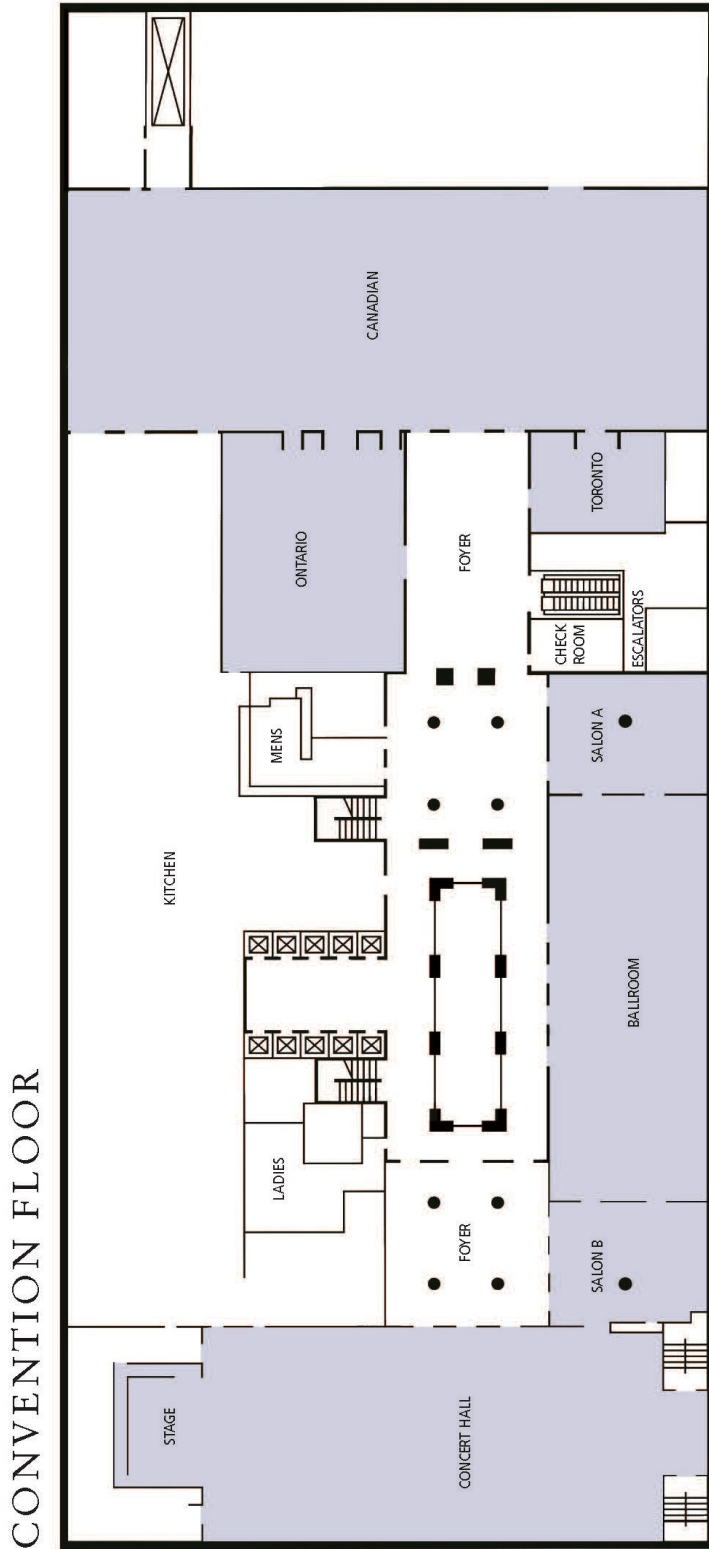 CONVENTION FLOOR
STAGE
CONCERT HALL
KITCHEN
LADIES
FOYER
SALON B
BALLROOM
MENS
SALON A
ONTARIO
FOYER
CHECK
ROOM
ESCALATORS
TORONTO
CANADIAN